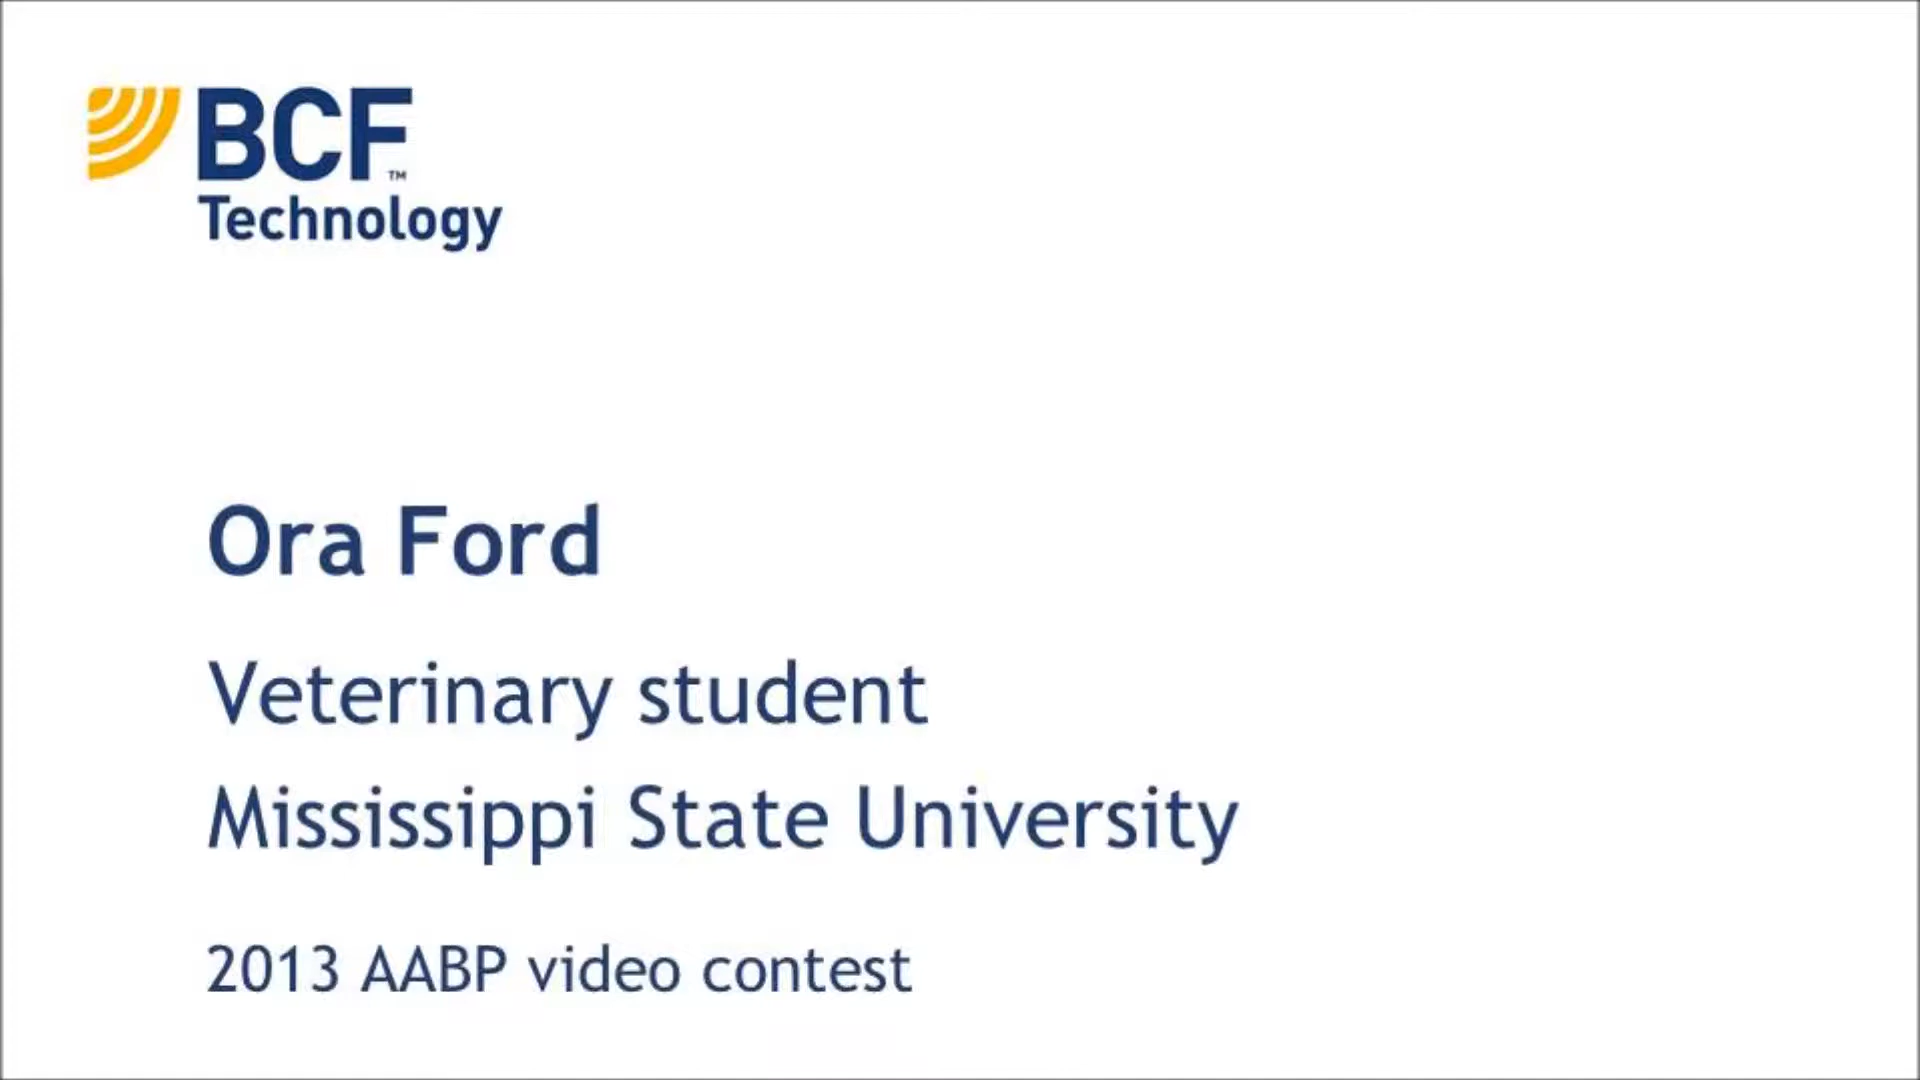 BCF™
Technology
Ora Ford
Veterinary student
Mississippi State University
2013 AABP video contest